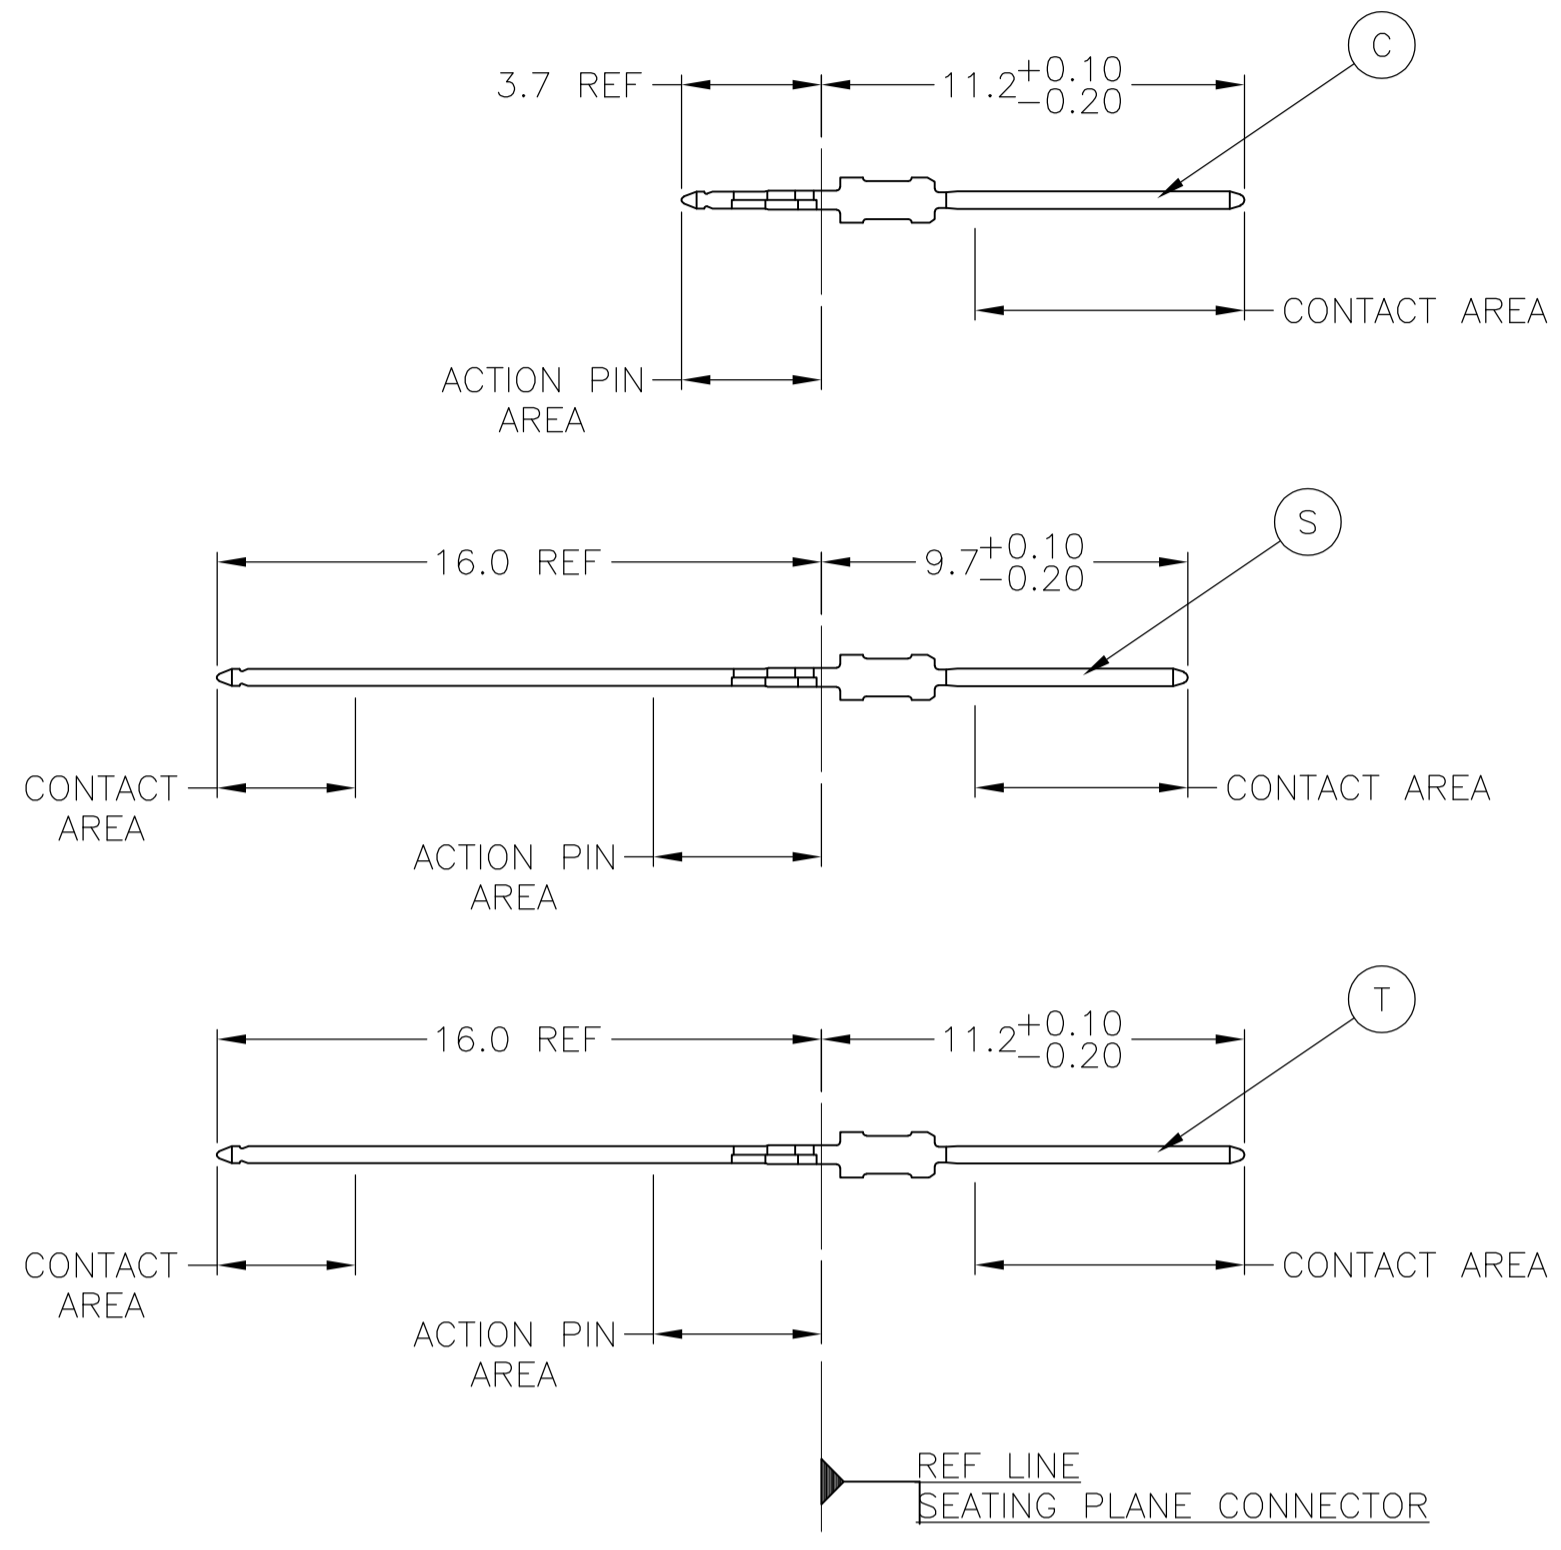 C
3.7 REF
11.2 +0.10
-0.20
CONTACT AREA
ACTION PIN
AREA
S
16.0 REF
9.7 +0.10
-0.20
CONTACT
AREA
CONTACT AREA
ACTION PIN
AREA
T
16.0 REF
11.2 +0.10
-0.20
CONTACT
AREA
CONTACT AREA
ACTION PIN
AREA
REF LINE
SEATING PLANE CONNECTOR